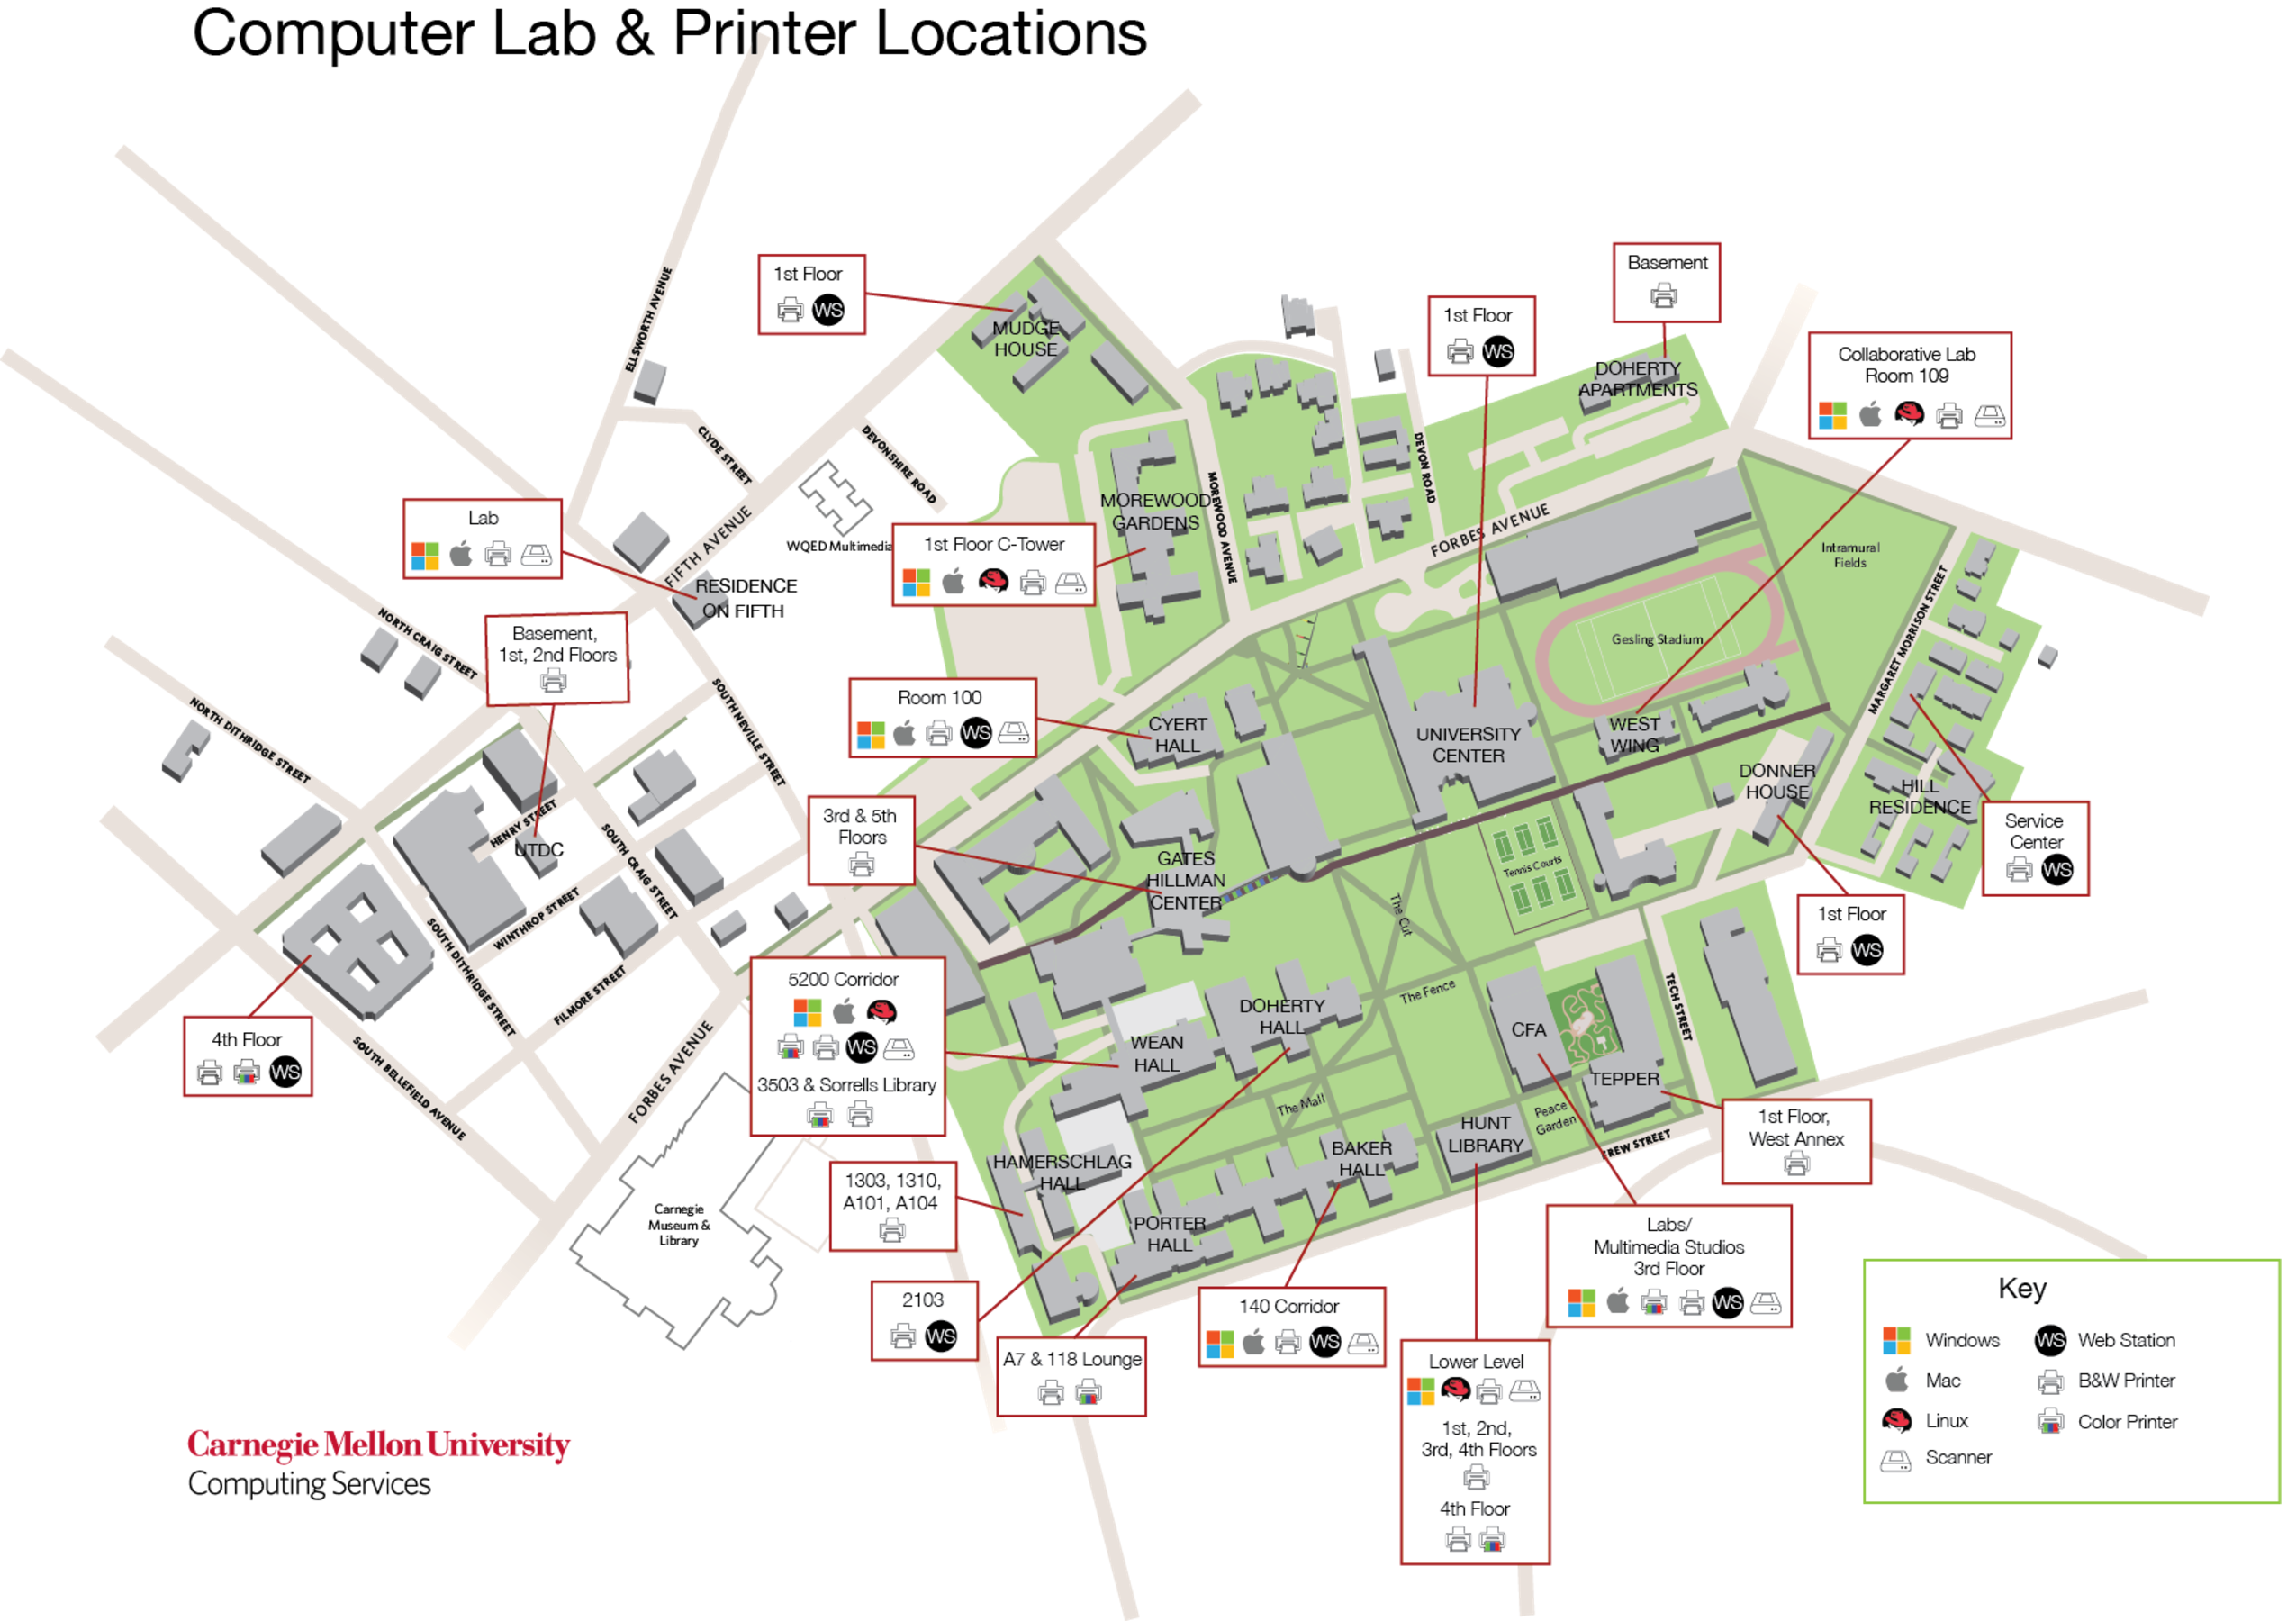 Computer Lab & Printer Locations
1st Floor
WS
MUDGE
HOUSE
Basement
1st Floor
WS
DOHERTY
APARTMENTS
Collaborative Lab
Room 109
ELLSWORTH AVENUE
CLYDE STREET
DEVONSHIRE ROAD
FIFTH AVENUE
WQED Multimedia
MOREWOOD
GARDENS
MOREWOOD AVENUE
DEVON ROAD
FORBES AVENUE
Lab
1st Floor C-Tower
RESIDENCE
ON FIFTH
Intramural
Fields
Gesling Stadium
MARGARET MORRISON STREET
NORTH CRAIG STREET
Basement,
1st, 2nd Floors
NORTH DITHRIDGE STREET
SOUTH NEVILLE STREET
Room 100
WS
CYERT
HALL
UNIVERSITY
CENTER
WEST
WING
DONNER
HOUSE
HILL
RESIDENCE
Service
Center
WS
3rd & 5th
Floors
HENRY STREET
UTDC
SOUTH CRAIG STREET
GATES
HILLMAN
CENTER
Tennis Courts
The Cut
1st Floor
WS
WINTHROP STREET
SOUTH DITHRIDGE STREET
FILMORE STREET
4th Floor
WS
SOUTH BELLEFIELD AVENUE
FORBES AVENUE
5200 Corridor
WS
3503 & Sorrells Library
DOHERTY
HALL
WEAN
HALL
The Fence
CFA
TEPPER
TECH STREET
The Mall
Peace
Garden
HUNT
LIBRARY
BAKER
HALL
1st Floor,
West Annex
HAMERSCHLAG
HALL
PORTER
HALL
1303, 1310,
A101, A104
Carnegie
Museum &
Library
2103
WS
A7 & 118 Lounge
140 Corridor
WS
Labs/
Multimedia Studios
3rd Floor
WS
Lower Level
1st, 2nd,
3rd, 4th Floors
4th Floor
Key
Windows
WS Web Station
Mac
B&W Printer
Linux
Color Printer
Scanner
Carnegie Mellon University
Computing Services